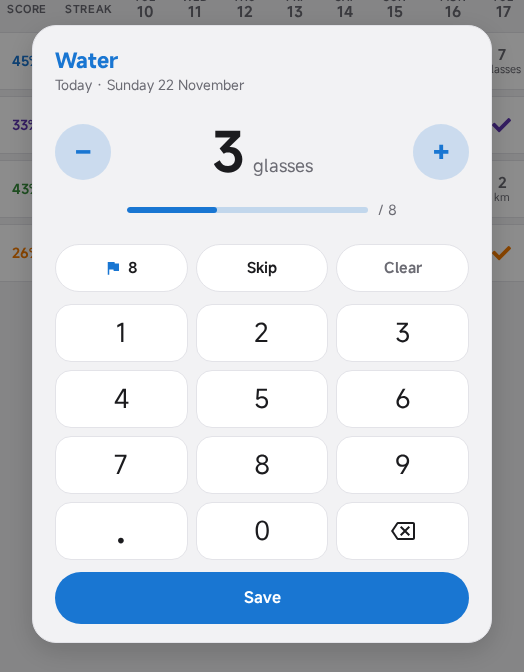 SCORE STREAK 10 11 12 13 14 15 16 17
Water
Today · Sunday 22 November
3 glasses
/ 8
8 Skip Clear
1 2 3
4 5 6
7 8 9
. 0
Save
45%
7
33%
43%
2
km
26%